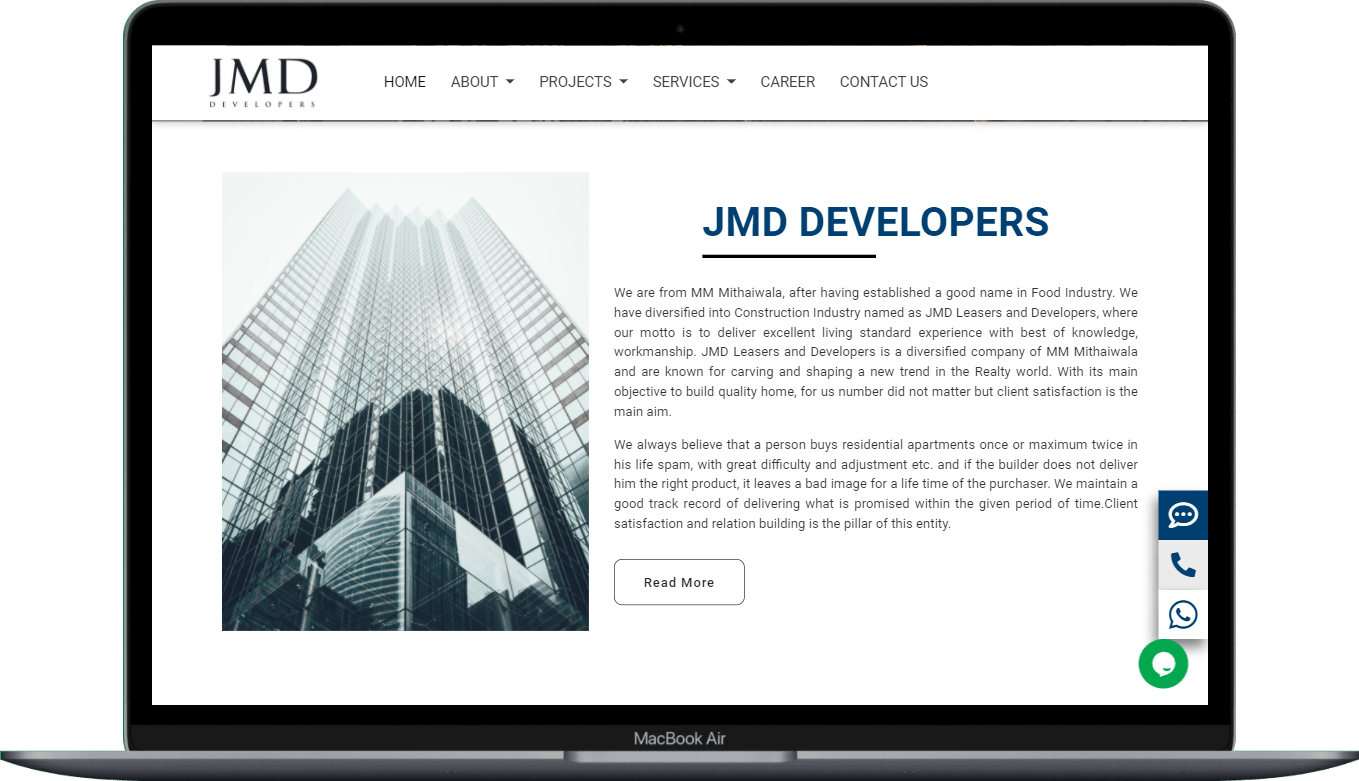 JMD
DEVELOPERS
HOME ABOUT PROJECTS SERVICES CAREER CONTACT US
JMD DEVELOPERS
We are from MM Mithaiwala, after having established a good name in Food Industry. We
have diversified into Construction Industry named as JMD Leasers and Developers, where
our motto is to deliver excellent living standard experience with best of knowledge,
workmanship. JMD Leasers and Developers is a diversified company of MM Mithaiwala
and are known for carving and shaping a new trend in the Realty world. With its main
objective to build quality home, for us number did not matter but client satisfaction is the
main aim.
We always believe that a person buys residential apartments once or maximum twice in
his life spam, with great difficulty and adjustment etc. and if the builder does not deliver
him the right product, it leaves a bad image for a life time of the purchaser. We maintain a
good track record of delivering what is promised within the given period of time.Client
satisfaction and relation building is the pillar of this entity.
Read More
MacBook Air